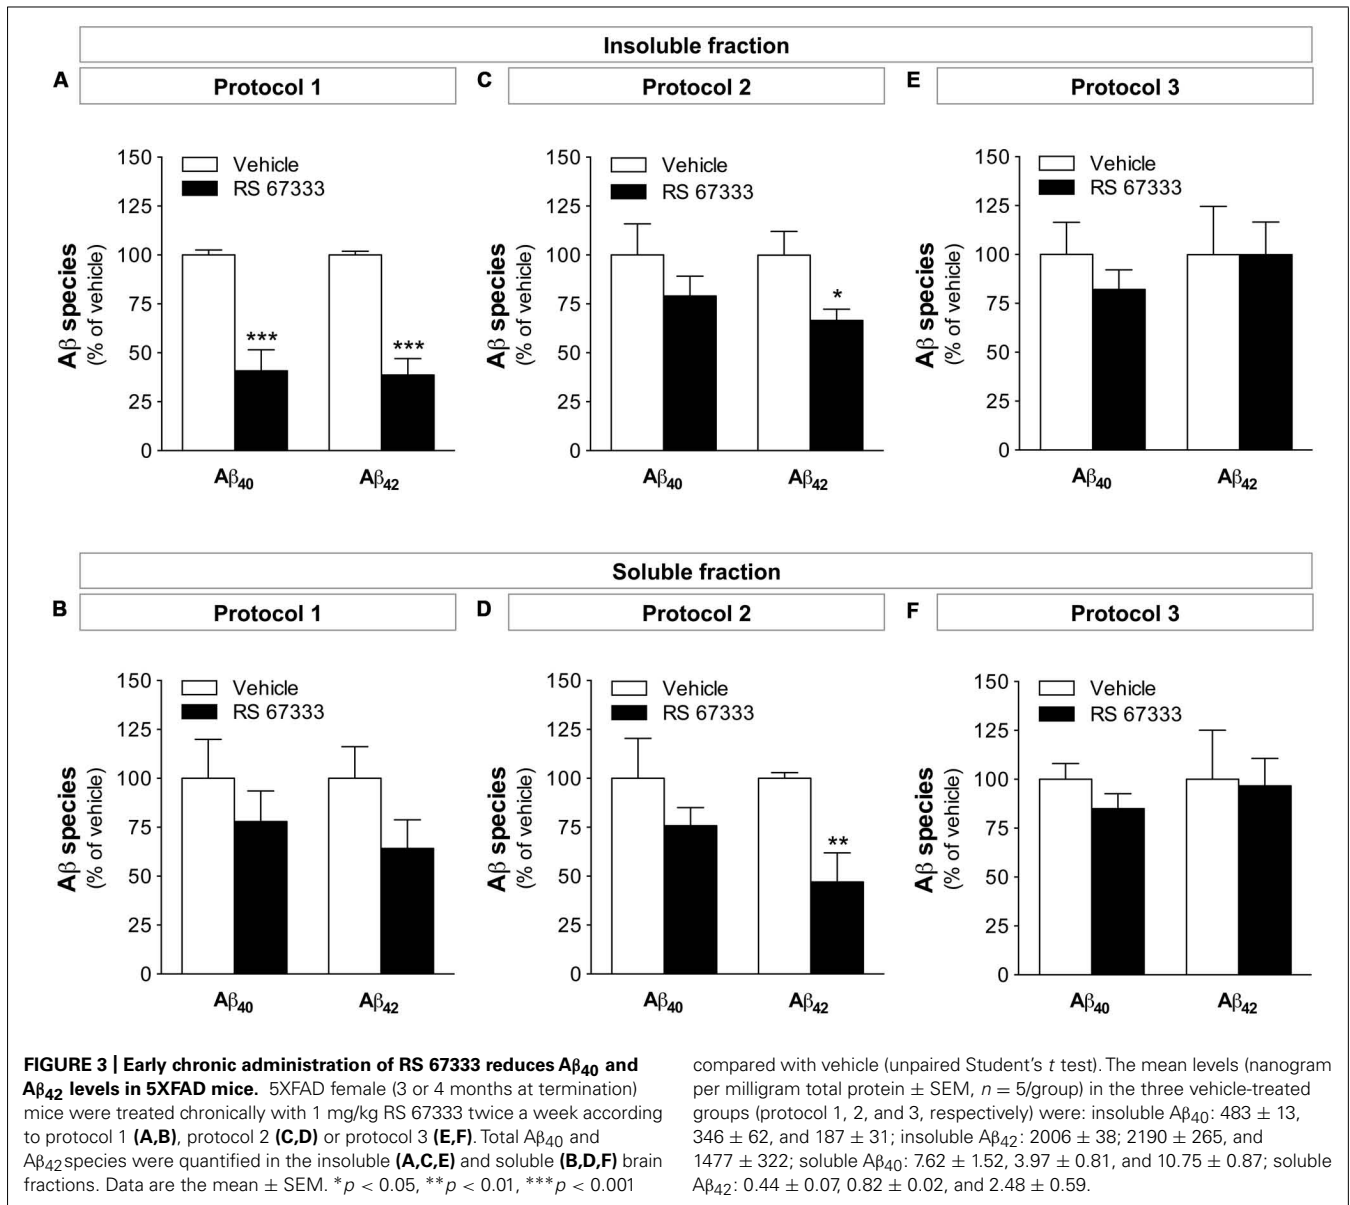 Insoluble fraction
A Protocol 1
150
125
100
75
50
25
0
Aβ species
(% of vehicle)
Vehicle
RS 67333
***
***
Aβ40
Aβ42
C Protocol 2
150
125
100
75
50
25
0
Aβ species
(% of vehicle)
Vehicle
RS 67333
*
Aβ40
Aβ42
E Protocol 3
150
125
100
75
50
25
0
Aβ species
(% of vehicle)
Vehicle
RS 67333
Aβ40
Aβ42
Soluble fraction
B Protocol 1
150
125
100
75
50
25
0
Aβ species
(% of vehicle)
Vehicle
RS 67333
Aβ40
Aβ42
D Protocol 2
150
125
100
75
50
25
0
Aβ species
(% of vehicle)
Vehicle
RS 67333
**
Aβ40
Aβ42
F Protocol 3
150
125
100
75
50
25
0
Aβ species
(% of vehicle)
Vehicle
RS 67333
Aβ40
Aβ42
FIGURE 3 | Early chronic administration of RS 67333 reduces Aβ40 and
Aβ42 levels in 5XFAD mice. 5XFAD female (3 or 4 months at termination)
mice were treated chronically with 1 mg/kg RS 67333 twice a week according
to protocol 1 (A,B), protocol 2 (C,D) or protocol 3 (E,F). Total Aβ40 and
Aβ42 species were quantified in the insoluble (A,C,E) and soluble (B,D,F) brain
fractions. Data are the mean ± SEM. *p < 0.05, **p < 0.01, ***p < 0.001
compared with vehicle (unpaired Student's t test). The mean levels (nanogram
per milligram total protein ± SEM, n = 5/group) in the three vehicle-treated
groups (protocol 1, 2, and 3, respectively) were: insoluble Aβ40: 483 ± 13,
346 ± 62, and 187 ± 31; insoluble Aβ42: 2006 ± 38; 2190 ± 265, and
1477 ± 322; soluble Aβ40: 7.62 ± 1.52, 3.97 ± 0.81, and 10.75 ± 0.87; soluble
Aβ42: 0.44 ± 0.07, 0.82 ± 0.02, and 2.48 ± 0.59.